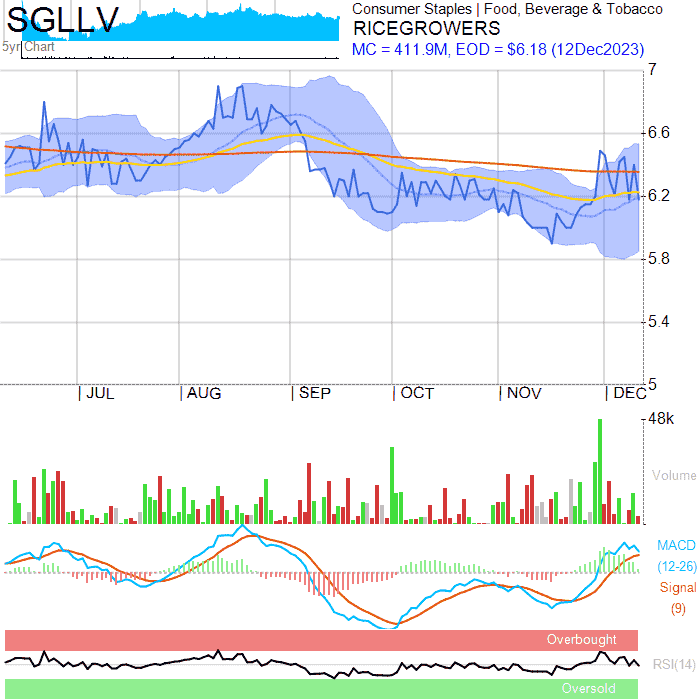 SGLLV
5yr Chart
Consumer Staples | Food, Beverage & Tobacco
RICEGROWERS
MC = 411.9M, EOD = $6.18 (12Dec2023)
7
6.6
6.2
5.8
5.4
5
|JUL |AUG |SEP |OCT |NOV |DEC
48k
Volume
MACD
(12-26)
Signal
(9)
Overbought
RSI(14)
Oversold